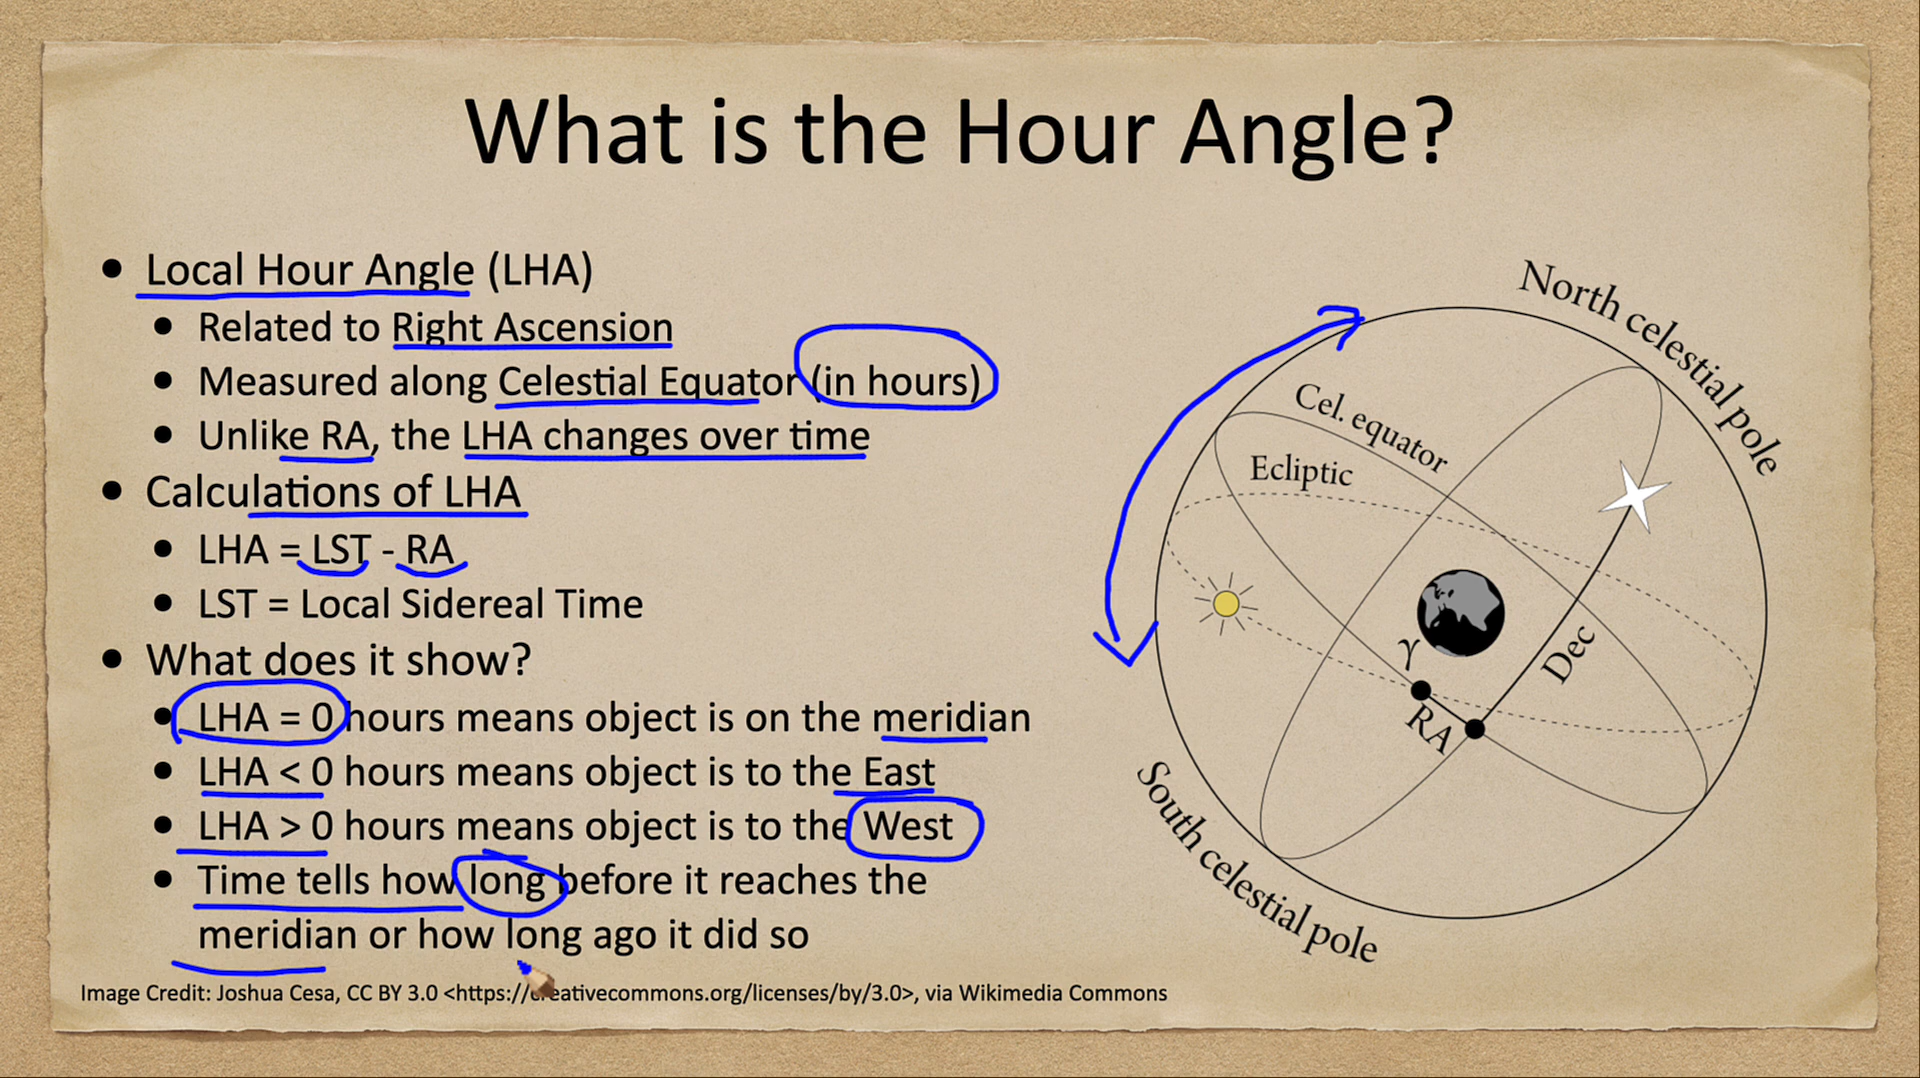 What is the Hour Angle?
• Local Hour Angle (LHA)
• Related to Right Ascension
• Measured along Celestial Equator (in hours)
• Unlike RA, the LHA changes over time
• Calculations of LHA
• LHA = LST - RA
• LST = Local Sidereal Time
• What does it show?
• LHA = 0 hours means object is on the meridian
• LHA < 0 hours means object is to the East
• LHA > 0 hours means object is to the West
• Time tells how long before it reaches the
meridian or how long ago it did so
North celestial pole
Cel. equator
Ecliptic
Dec
γ
RA
South celestial pole
Image Credit: Joshua Cesa, CC BY 3.0 <https://creativecommons.org/licenses/by/3.0>, via Wikimedia Commons